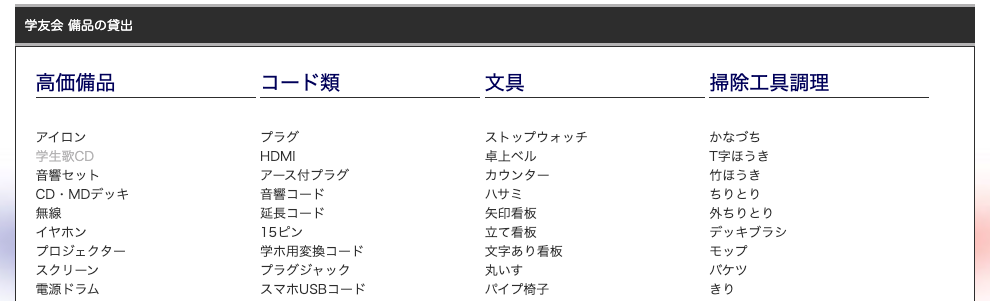 学友会 備品の貸出
高価備品
アイロン
学生歌CD
音響セット
CD・MDデッキ
無線
イヤホン
プロジェクター
スクリーン
電源ドラム
コード類
プラグ
HDMI
アース付プラグ
音響コード
延長コード
15ピン
学ホ用変換コード
プラグジャック
スマホUSBコード
文具
ストップウォッチ
卓上ベル
カウンター
ハサミ
矢印看板
立て看板
文字あり看板
丸いす
パイプ椅子
掃除工具調理
かなづち
T字ほうき
竹ほうき
ちりとり
外ちりとり
デッキブラシ
モップ
バケツ
きり